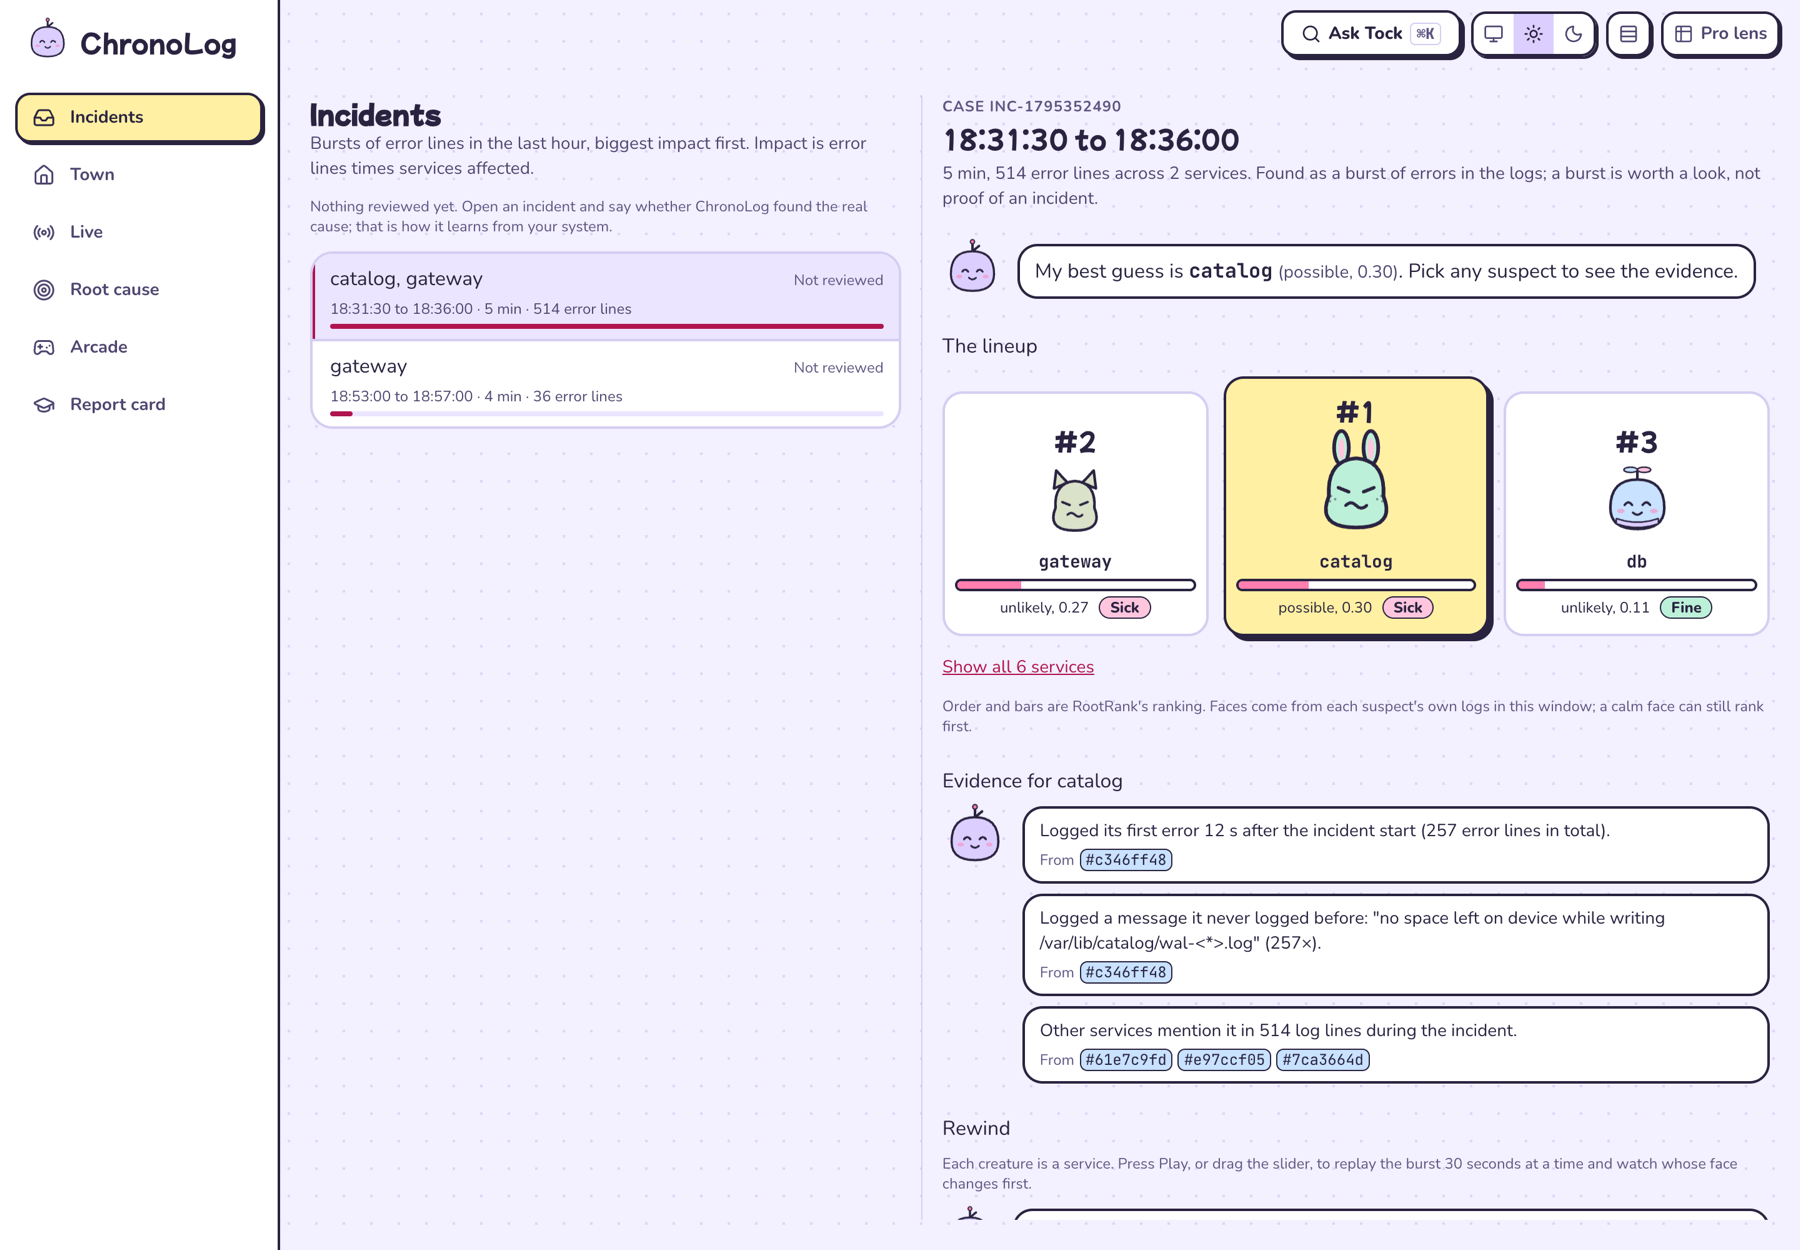 ChronoLog
Ask Tock
⌘K
Pro lens
Incidents
Town
Live
Root cause
Arcade
Report card
Incidents
Bursts of error lines in the last hour, biggest impact first. Impact is error
lines times services affected.
Nothing reviewed yet. Open an incident and say whether ChronoLog found the real
cause; that is how it learns from your system.
catalog, gateway
Not reviewed
18:31:30 to 18:36:00 · 5 min · 514 error lines
gateway
Not reviewed
18:53:00 to 18:57:00 · 4 min · 36 error lines
CASE INC-1795352490
18:31:30 to 18:36:00
5 min, 514 error lines across 2 services. Found as a burst of errors in the logs; a burst is worth a look, not
proof of an incident.
My best guess is catalog (possible, 0.30). Pick any suspect to see the evidence.
The lineup
#2
gateway
unlikely, 0.27
Sick
#1
catalog
possible, 0.30
Sick
#3
db
unlikely, 0.11
Fine
Show all 6 services
Order and bars are RootRank's ranking. Faces come from each suspect's own logs in this window; a calm face can still rank
first.
Evidence for catalog
Logged its first error 12 s after the incident start (257 error lines in total).
From #c346ff48
Logged a message it never logged before: "no space left on device while writing
/var/lib/catalog/wal-<*>.log" (257×).
From #c346ff48
Other services mention it in 514 log lines during the incident.
From #61e7c9fd #e97ccf05 #7ca3664d
Rewind
Each creature is a service. Press Play, or drag the slider, to replay the burst 30 seconds at a time and watch whose face
changes first.